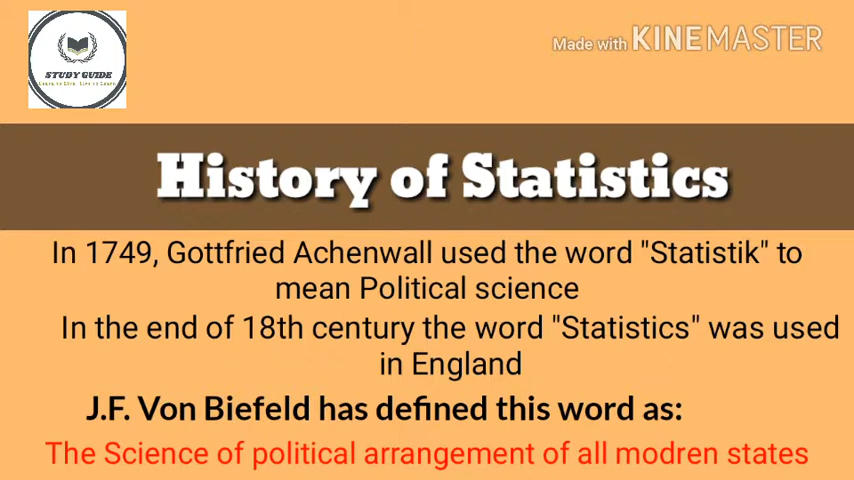 STUDY GUIDE
Made with KINEMASTER
History of Statistics
In 1749, Gottfried Achenwall used the word "Statistik" to
mean Political science
In the end of 18th century the word "Statistics" was used
in England
J.F. Von Biefeld has defined this word as:
The Science of political arrangement of all modren states